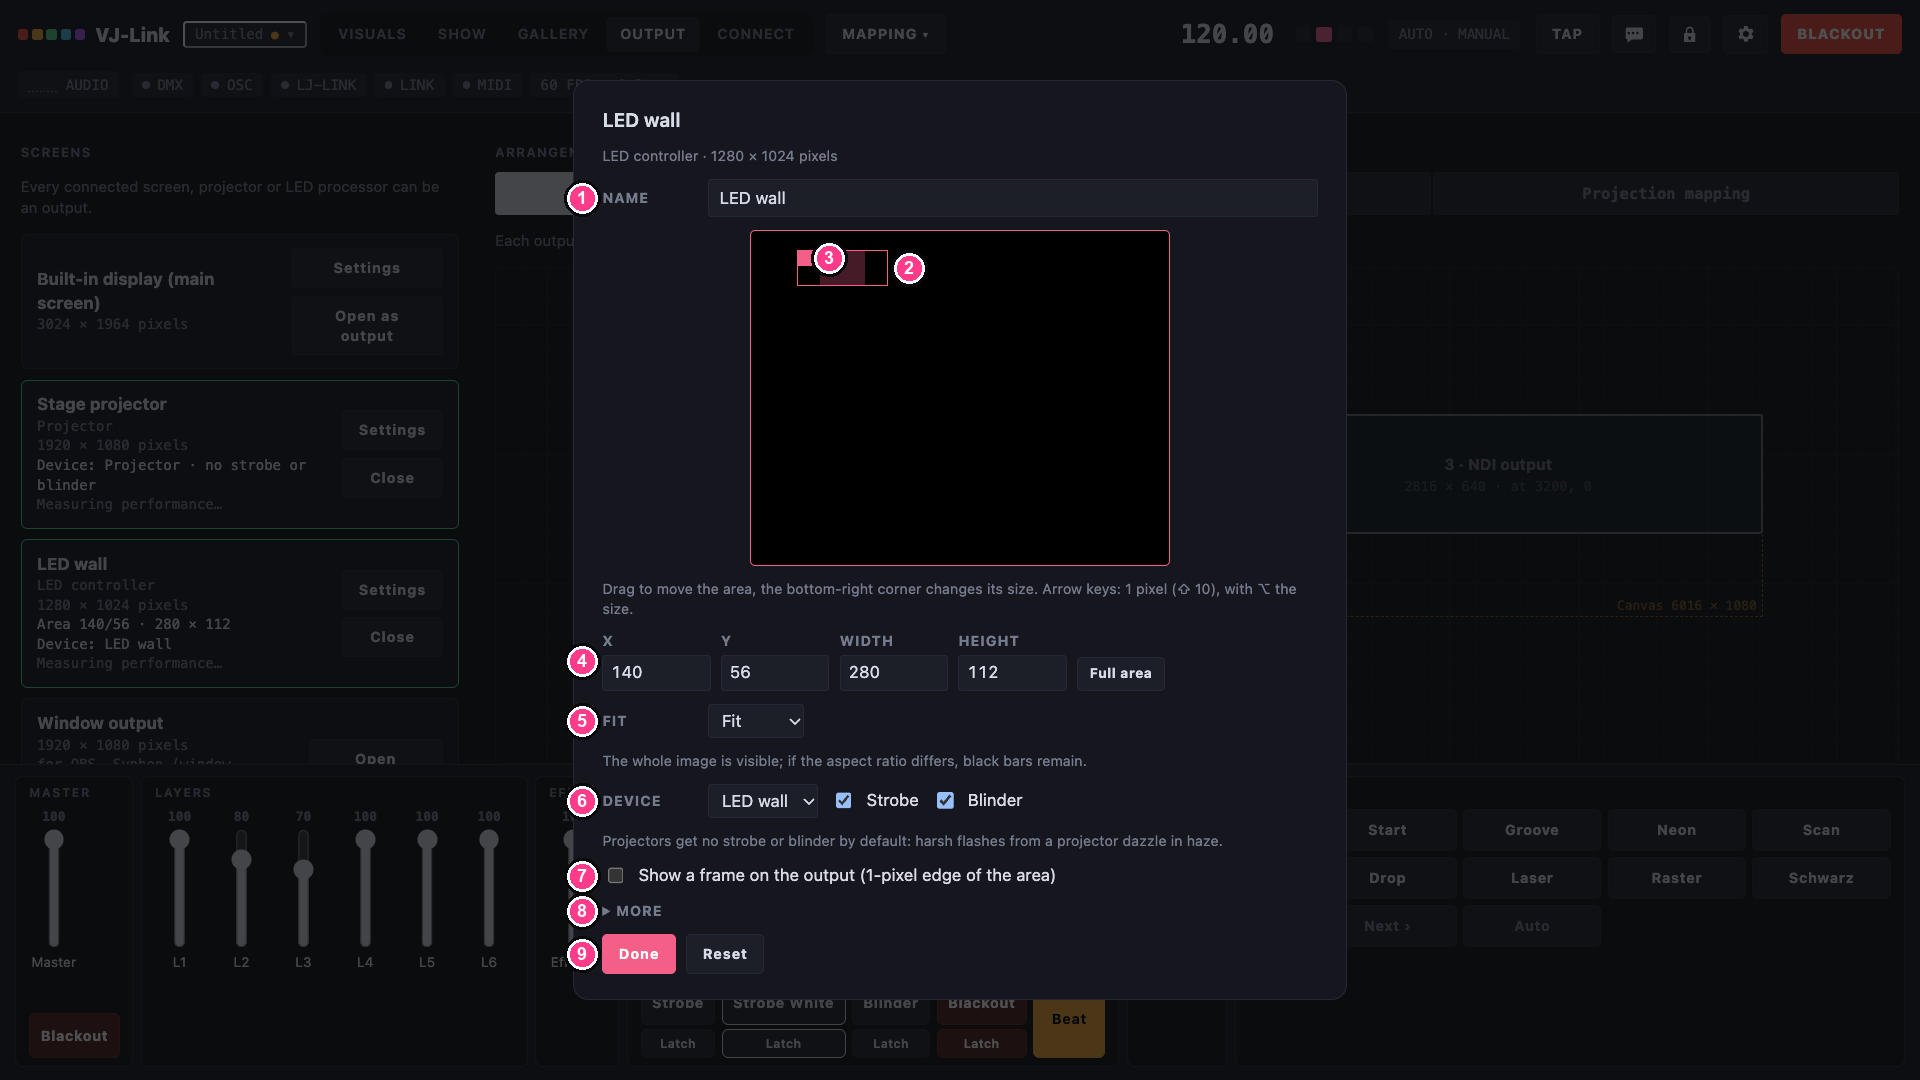 VJ-Link
Untitled
VISUALS
SHOW
GALLERY
OUTPUT
CONNECT
MAPPING
120.00
AUTO · MANUAL
TAP
BLACKOUT
AUDIO
DMX
OSC
LJ-LINK
LINK
MIDI
SCREENS
Every connected screen, projector or LED processor can be
an output.
Built-in display (main
screen)
3024 × 1964 pixels
Settings
Open as
output
Stage projector
Projector
1920 × 1080 pixels
Device: Projector · no strobe or
blinder
Measuring performance…
Settings
Close
LED wall
LED controller
1280 × 1024 pixels
Area 140/56 · 280 × 112
Device: LED wall
Measuring performance…
Settings
Close
Window output
1920 × 1080 pixels
Open
Each outpu
Projection mapping
3 · NDI output
2816 × 640 · at 3200, 0
Canvas 6016 × 1080
LED wall
LED controller · 1280 × 1024 pixels
1 NAME
LED wall
3
2
Drag to move the area, the bottom-right corner changes its size. Arrow keys: 1 pixel (⇧ 10), with ⌥ the
size.
4
X Y WIDTH HEIGHT
140 56 280 112 Full area
5 FIT Fit
The whole image is visible; if the aspect ratio differs, black bars remain.
6 DEVICE LED wall Strobe Blinder
Projectors get no strobe or blinder by default: harsh flashes from a projector dazzle in haze.
7 Show a frame on the output (1-pixel edge of the area)
8 MORE
9 Done Reset
MASTER
100
Master
Blackout
LAYERS
100 80 70 100 100 100
L1 L2 L3 L4 L5 L6
Strobe Strobe White Blinder Blackout
Beat
Latch Latch Latch Latch
Start Groove Neon Scan
Drop Laser Raster Schwarz
Next › Auto